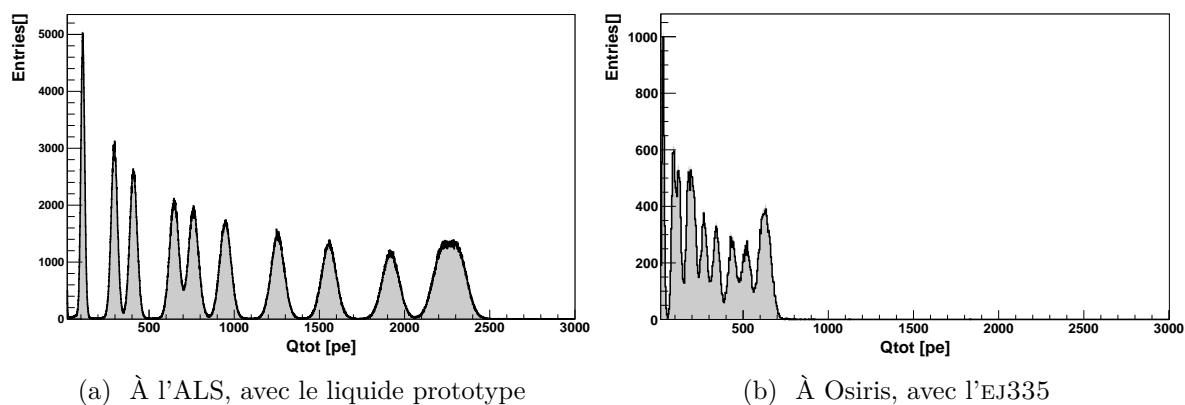 Entries[]
5000
4000
3000
2000
1000
0
500 1000 1500 2000 2500 3000
Qtot [pe]
(a) À l'ALS, avec le liquide prototype
Entries[]
1000
800
600
400
200
0
500 1000 1500 2000 2500 3000
Qtot [pe]
(b) À Osiris, avec l'EJ335